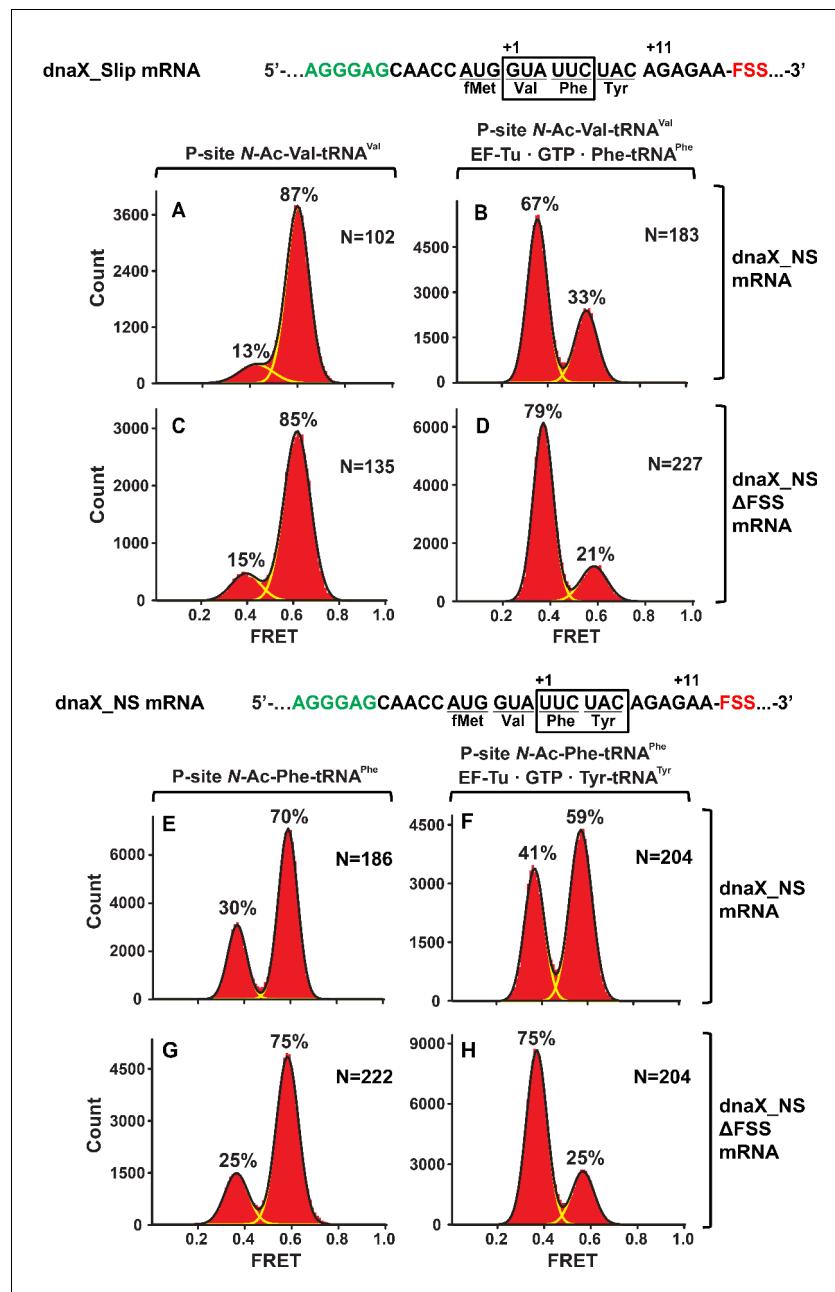 +1 +11
dnaX_Slip mRNA 5'-...AGGGAGCAACC AUG GUA UUC UAC AGAGAA-FSS...-3'
fMet Val Phe Tyr
P-site N-Ac-Val-tRNAVal
P-site N-Ac-Val-tRNAVal
EF-Tu · GTP · Phe-tRNAPhe
A
87%
13%
N=102
Count
3600
2400
1200
0
B
67%
33%
N=183
4500
3000
1500
0
dnaX_NS
mRNA
C
85%
15%
N=135
Count
3000
2000
1000
0
0.2 0.4 0.6 0.8 1.0
FRET
D
79%
21%
N=227
6000
4000
2000
0
0.2 0.4 0.6 0.8 1.0
FRET
dnaX_NS
ΔFSS
mRNA
+1 +11
dnaX_NS mRNA 5'-...AGGGAGCAACC AUG GUA UUC UAC AGAGAA-FSS...-3'
fMet Val Phe Tyr
P-site N-Ac-Phe-tRNAPhe
P-site N-Ac-Phe-tRNAPhe
EF-Tu · GTP · Tyr-tRNATyr
E
70%
30%
N=186
Count
6000
4000
2000
0
F
59%
41%
N=204
4500
3000
1500
0
dnaX_NS
mRNA
G
75%
25%
N=222
Count
4500
3000
1500
0
0.2 0.4 0.6 0.8 1.0
FRET
H
75%
25%
N=204
9000
6000
3000
0
0.2 0.4 0.6 0.8 1.0
FRET
dnaX_NS
ΔFSS
mRNA